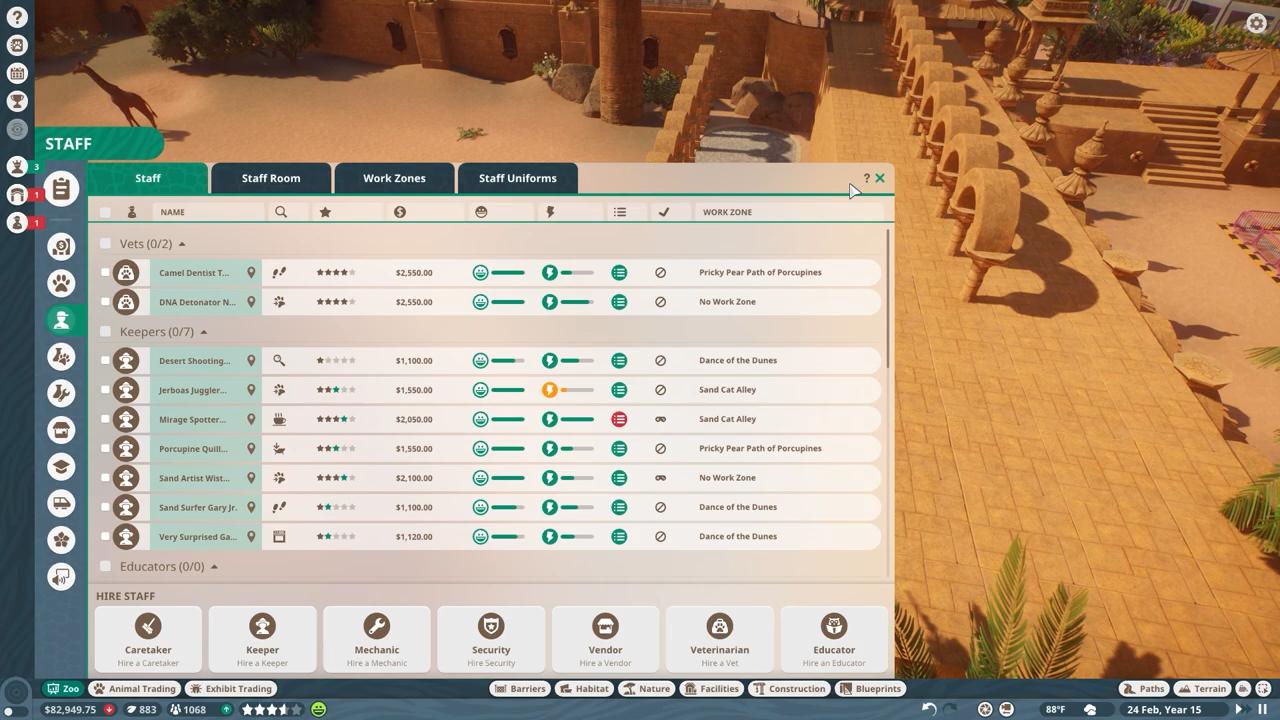 ?
STAFF
3
1
1
Staff
Staff Room
Work Zones
Staff Uniforms
?
NAME
WORK ZONE
Vets (0/2)
Camel Dentist T... $2,550.00 Pricky Pear Path of Porcupines
DNA Detonator N... $2,550.00 No Work Zone
Keepers (0/7)
Desert Shooting... $1,100.00 Dance of the Dunes
Jerboas Juggler... $1,550.00 Sand Cat Alley
Mirage Spotter... $2,050.00 Sand Cat Alley
Porcupine Quill... $1,550.00 Pricky Pear Path of Porcupines
Sand Artist Wist... $2,100.00 No Work Zone
Sand Surfer Gary Jr. $1,100.00 Dance of the Dunes
Very Surprised Ga... $1,120.00 Dance of the Dunes
Educators (0/0)
HIRE STAFF
Caretaker
Hire a Caretaker
Keeper
Hire a Keeper
Mechanic
Hire a Mechanic
Security
Hire Security
Vendor
Hire a Vendor
Veterinarian
Hire a Vet
Educator
Hire an Educator
Zoo
Animal Trading
Exhibit Trading
Barriers
Habitat
Nature
Facilities
Construction
Blueprints
Paths
Terrain
$82,949.75
883
1068
88°F
24 Feb, Year 15